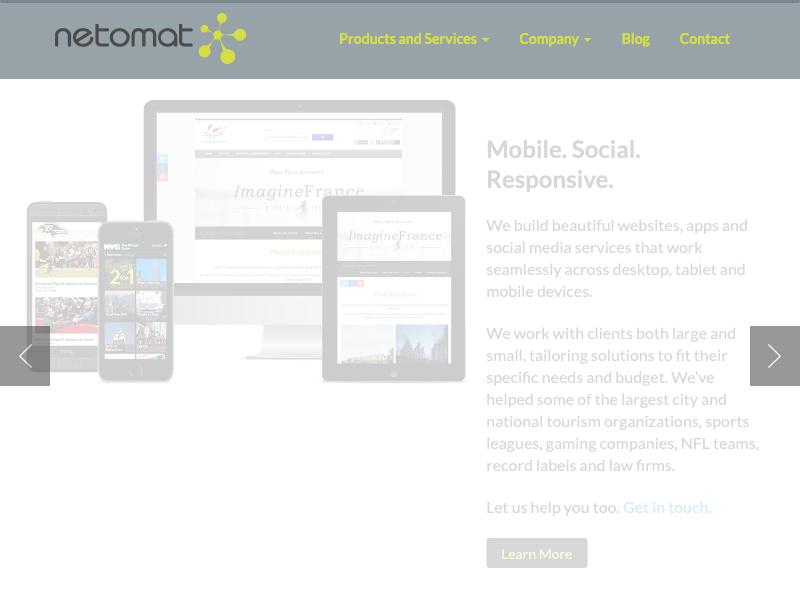 netomat
Products and Services
Company
Blog
Contact
Mobile. Social.
Responsive.
We build beautiful websites, apps and
social media services that work
seamlessly across desktop, tablet and
mobile devices.
We work with clients both large and
small, tailoring solutions to fit their
specific needs and budget. We've
helped some of the largest city and
national tourism organizations, sports
leagues, gaming companies, NFL teams,
record labels and law firms.
Let us help you too. Get in touch.
Learn More
ImagineFrance
Photo Exhibition
ImagineFrance
NYC